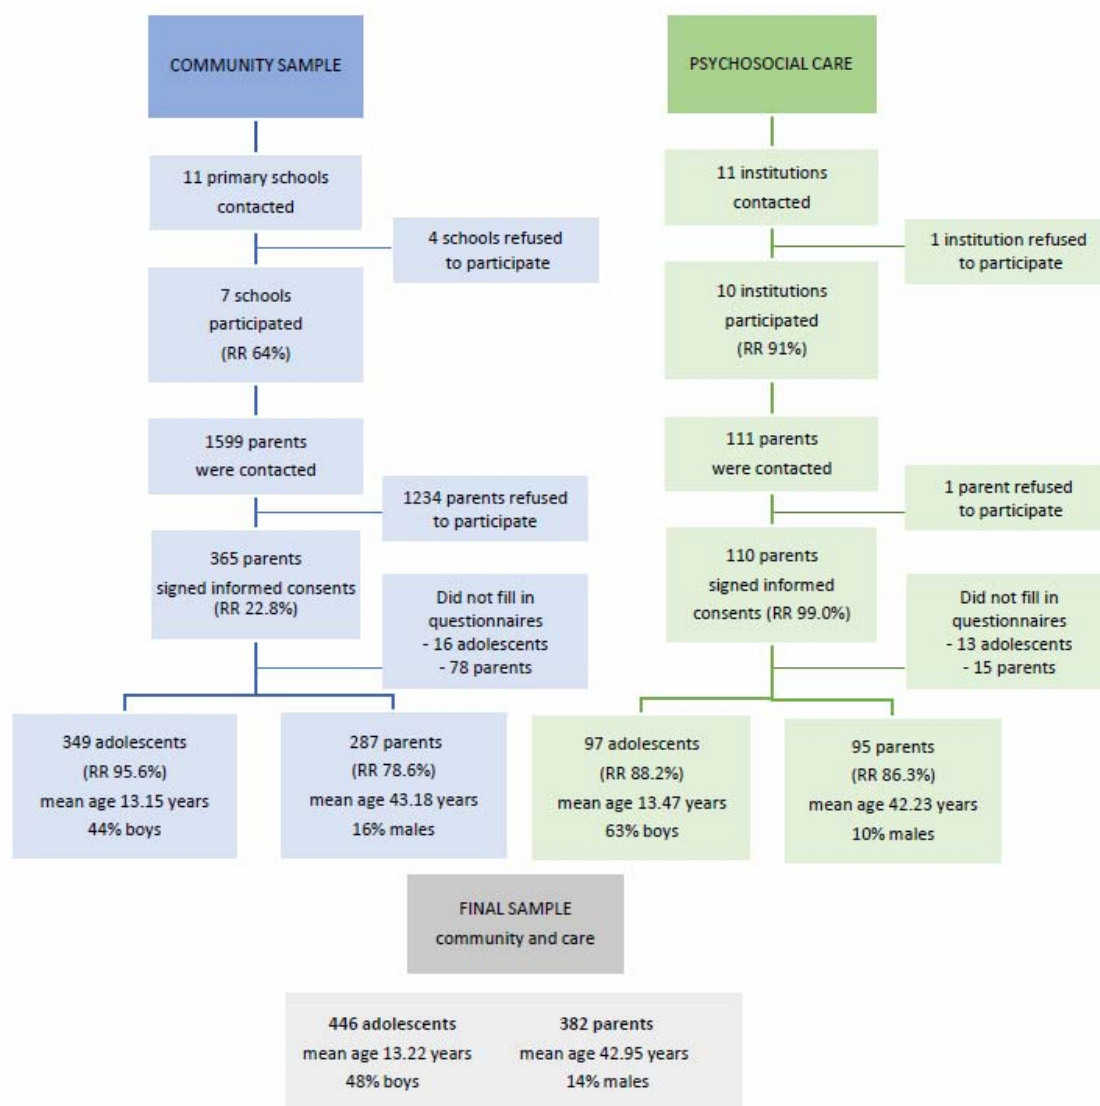 COMMUNITY SAMPLE
11 primary schools
contacted
4 schools refused
to participate
7 schools
participated
(RR 64%)
1599 parents
were contacted
1234 parents refused
to participate
365 parents
signed informed consents
(RR 22.8%)
Did not fill in
questionnaires
- 16 adolescents
- 78 parents
349 adolescents
(RR 95.6%)
mean age 13.15 years
44% boys
287 parents
(RR 78.6%)
mean age 43.18 years
16% males
PSYCHOSOCIAL CARE
11 institutions
contacted
1 institution refused
to participate
10 institutions
participated
(RR 91%)
111 parents
were contacted
1 parent refused
to participate
110 parents
signed informed
consents (RR 99.0%)
Did not fill in
questionnaires
- 13 adolescents
- 15 parents
97 adolescents
(RR 88.2%)
mean age 13.47 years
63% boys
95 parents
(RR 86.3%)
mean age 42.23 years
10% males
FINAL SAMPLE
community and care
446 adolescents
mean age 13.22 years
48% boys
382 parents
mean age 42.95 years
14% males